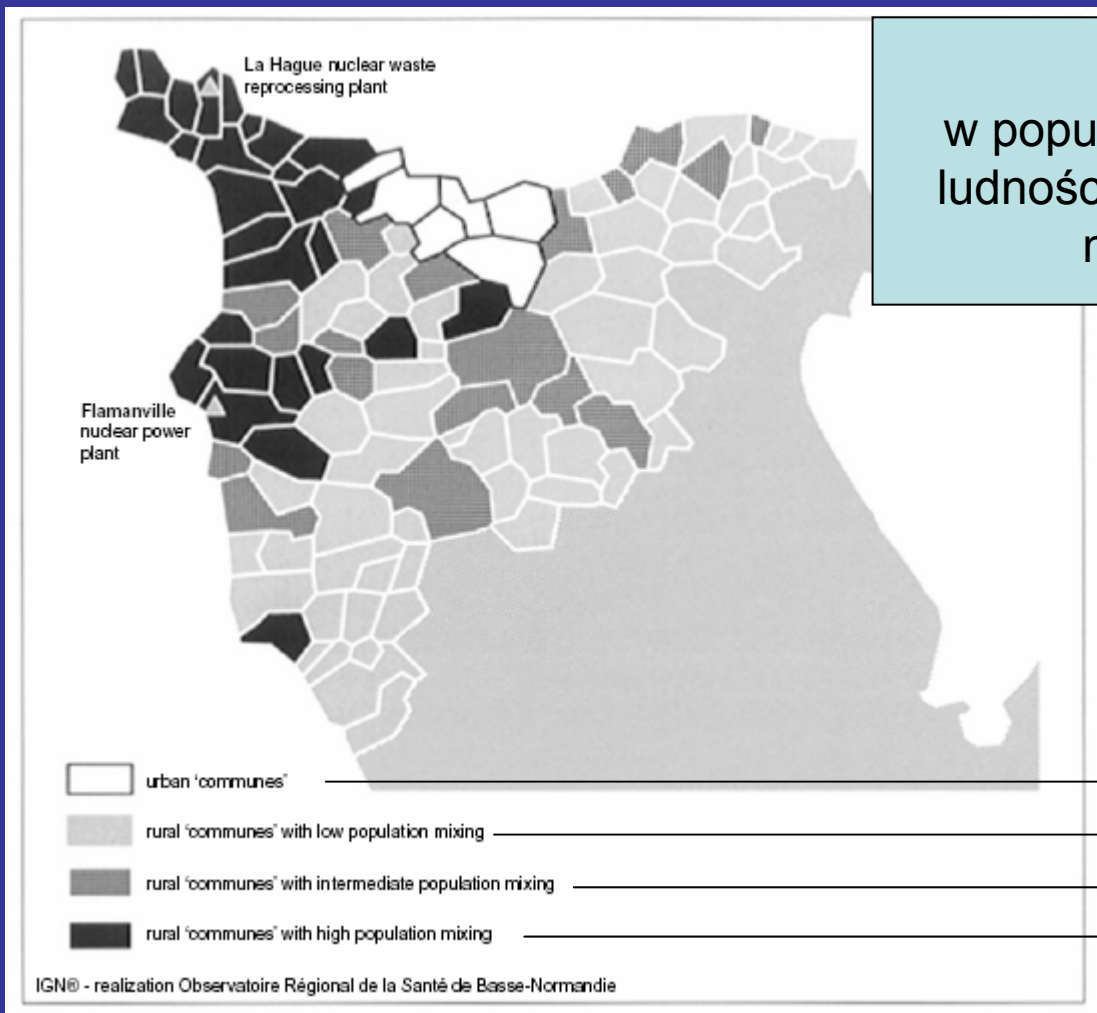 La Hague nuclear waste
reprocessing plant
w popu
ludnośc
Flamanville
nuclear power
plant
urban 'communes'
rural 'communes' with low population mixing
rural 'communes' with intermediate population mixing
rural 'communes' with high population mixing
IGN® - realization Observatoire Régional de la Santé de Basse-Normandie